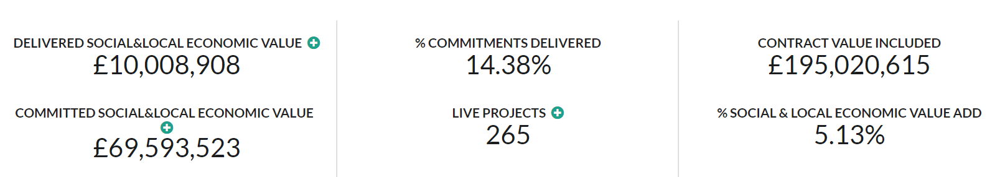 DELIVERED SOCIAL&LOCAL ECONOMIC VALUE
£10,008,908
COMMITTED SOCIAL&LOCAL ECONOMIC VALUE
£69,593,523
% COMMITMENTS DELIVERED
14.38%
LIVE PROJECTS
265
CONTRACT VALUE INCLUDED
£195,020,615
% SOCIAL & LOCAL ECONOMIC VALUE ADD
5.13%